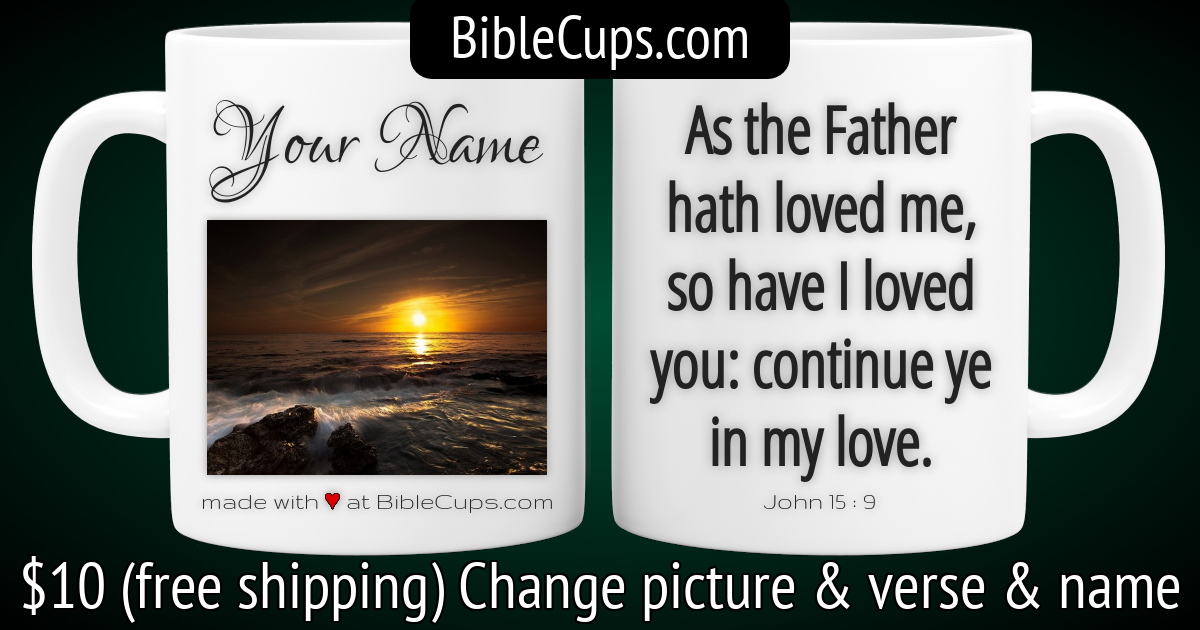 BibleCups.com
Your Name
made with ♥ at BibleCups.com
As the Father
hath loved me,
so have I loved
you: continue ye
in my love.
John 15 : 9
$10 (free shipping) Change picture & verse & name